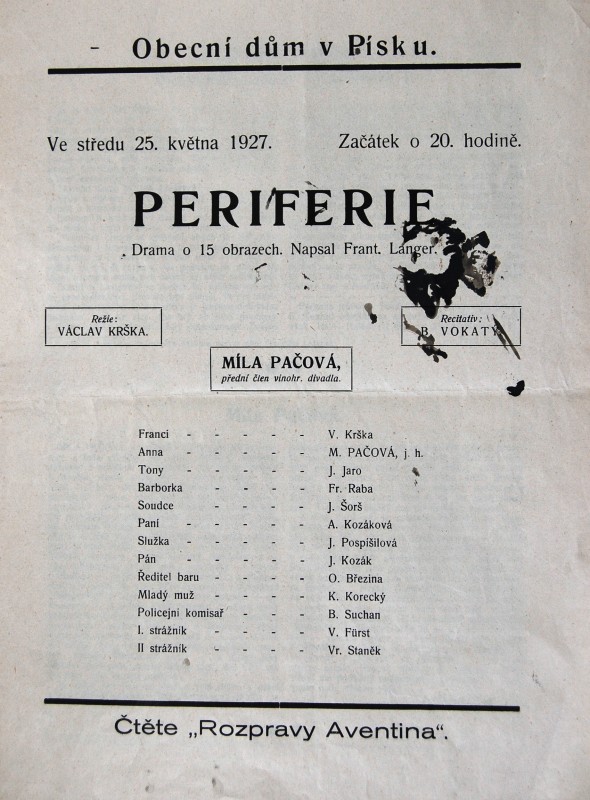 Obecní dům v Písku.
Ve středu 25. května 1927. Začátek o 20. hodině.
PERIFERIE
Drama o 15 obrazech. Napsal Frant. Langer.
Režie:
VÁCLAV KRŠKA.
Recitativ:
B. VOKATÝ.
MÍLA PAČOVÁ,
přední člen vinohr. divadla.
Franci - - - - - V. Krška
Anna - - - - - M. PAČOVÁ, j. h.
Tony - - - - - J. Jaro
Barborka - - - - Fr. Raba
Soudce - - - - J. Šorš
Paní - - - - - A. Kozáková
Služka - - - - - J. Pospíšilová
Pán - - - - - J. Kozák
Ředitel baru - - - - O. Březina
Mladý muž - - - - K. Korecký
Policejni komisař - - - B. Suchan
I. strážník - - - - V. Fürst
II strážník - - - - Vr. Staněk
Čtěte „Rozpravy Aventina“.